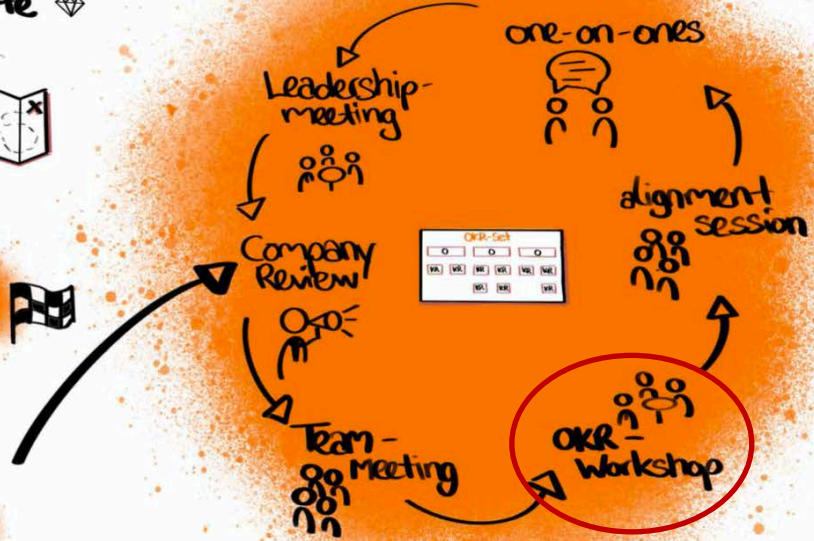 one-on-ones
Leadership-
meeting
alignment
session
OKR-Set
O O O
KR KR KR KR KR KR
KR KR KR
Company
Review
Team-
Meeting
OKR-
Workshop